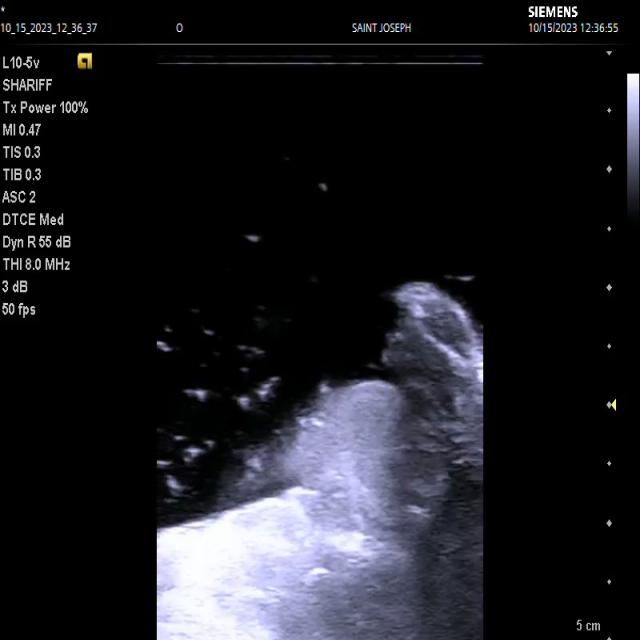 *
SIEMENS
10_15_2023_12_36_37 O SAINT JOSEPH 10/15/2023 12:36:55
L10-5v
SHARIFF
Tx Power 100%
MI 0.47
TIS 0.3
TIB 0.3
ASC 2
DTCE Med
Dyn R 55 dB
THI 8.0 MHz
3 dB
50 fps
5 cm